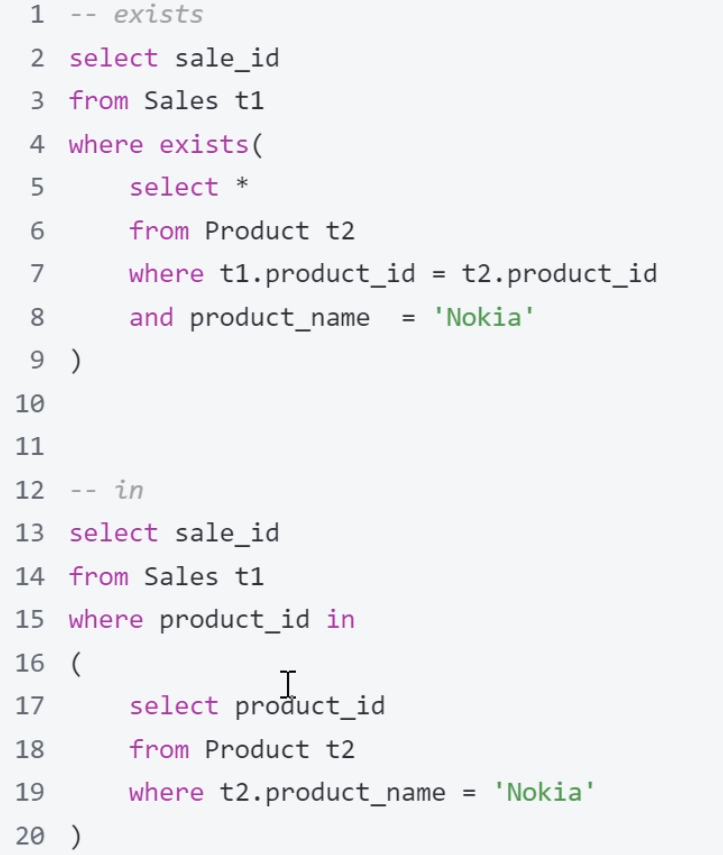 1 -- exists
2 select sale_id
3 from Sales t1
4 where exists(
5     select *
6     from Product t2
7     where t1.product_id = t2.product_id
8     and product_name  = 'Nokia'
9 )
10
11
12 -- in
13 select sale_id
14 from Sales t1
15 where product_id in
16 (
17     select product_id
18     from Product t2
19     where t2.product_name = 'Nokia'
20 )